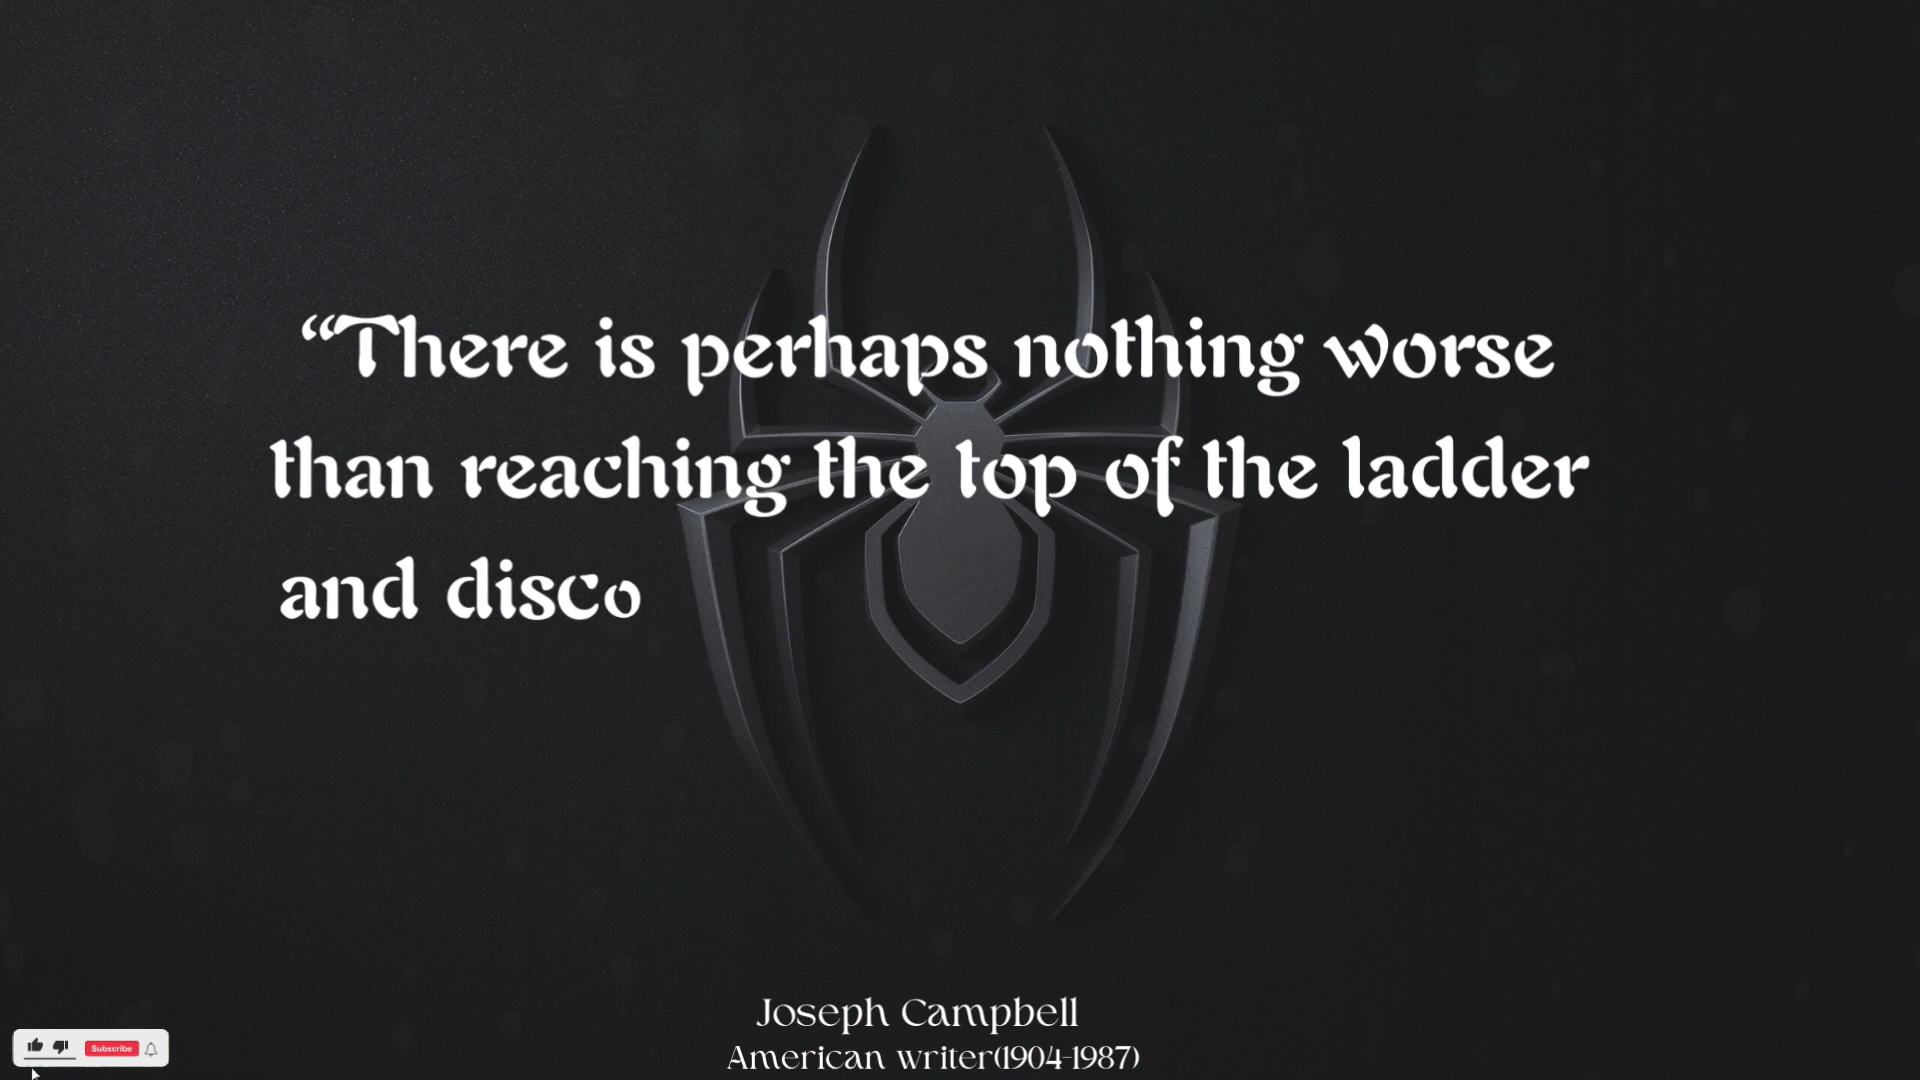 “There is perhaps nothing worse
than reaching the top of the ladder
and disco
Joseph Campbell
American writer(1904-1987)
Subscribe